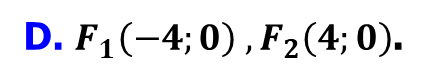 D. F₁(−4; 0) , F₂(4; 0).